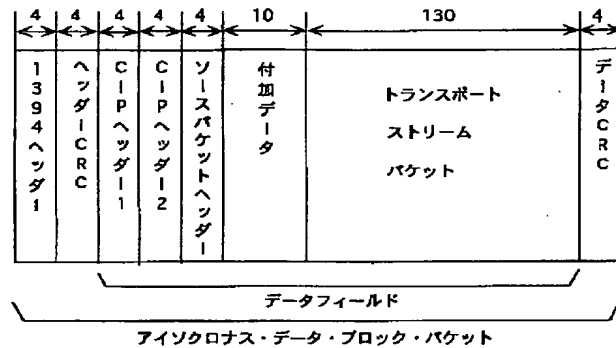 4 4 4 4 4 10 130 4
1394ヘッダー
ヘッダーCRC
CIPヘッダー1
CIPヘッダー2
ソースパケットヘッダー
付加データ
トランスポート
ストリーム
パケット
データCRC
データフィールド
アイソクロナス・データ・ブロック・パケット